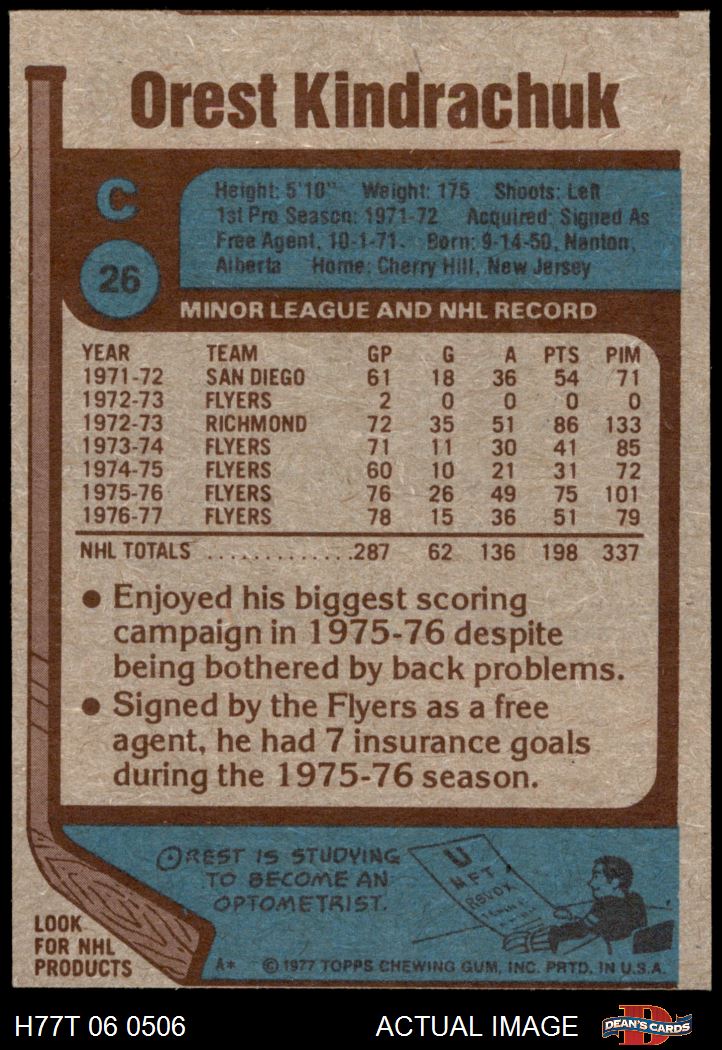 Orest Kindrachuk
C
26
Height: 5'10" Weight: 175 Shoots: Left
1st Pro Season: 1971-72 Acquired: Signed As
Free Agent, 10-1-71. Born: 9-14-50, Nanton,
Alberta Home: Cherry Hill, New Jersey
MINOR LEAGUE AND NHL RECORD
YEAR TEAM GP G A PTS PIM
1971-72 SAN DIEGO 61 18 36 54 71
1972-73 FLYERS 2 0 0 0 0
1972-73 RICHMOND 72 35 51 86 133
1973-74 FLYERS 71 11 30 41 85
1974-75 FLYERS 60 10 21 31 72
1975-76 FLYERS 76 26 49 75 101
1976-77 FLYERS 78 15 36 51 79
NHL TOTALS .............287 62 136 198 337
● Enjoyed his biggest scoring
campaign in 1975-76 despite
being bothered by back problems.
● Signed by the Flyers as a free
agent, he had 7 insurance goals
during the 1975-76 season.
OREST IS STUDYING
TO BECOME AN
OPTOMETRIST.
U
N F T
LOOK
FOR NHL
PRODUCTS
A* © 1977 TOPPS CHEWING GUM, INC. PRTD. IN U.S.A.
H77T 06 0506 ACTUAL IMAGE DEAN'S CARDS